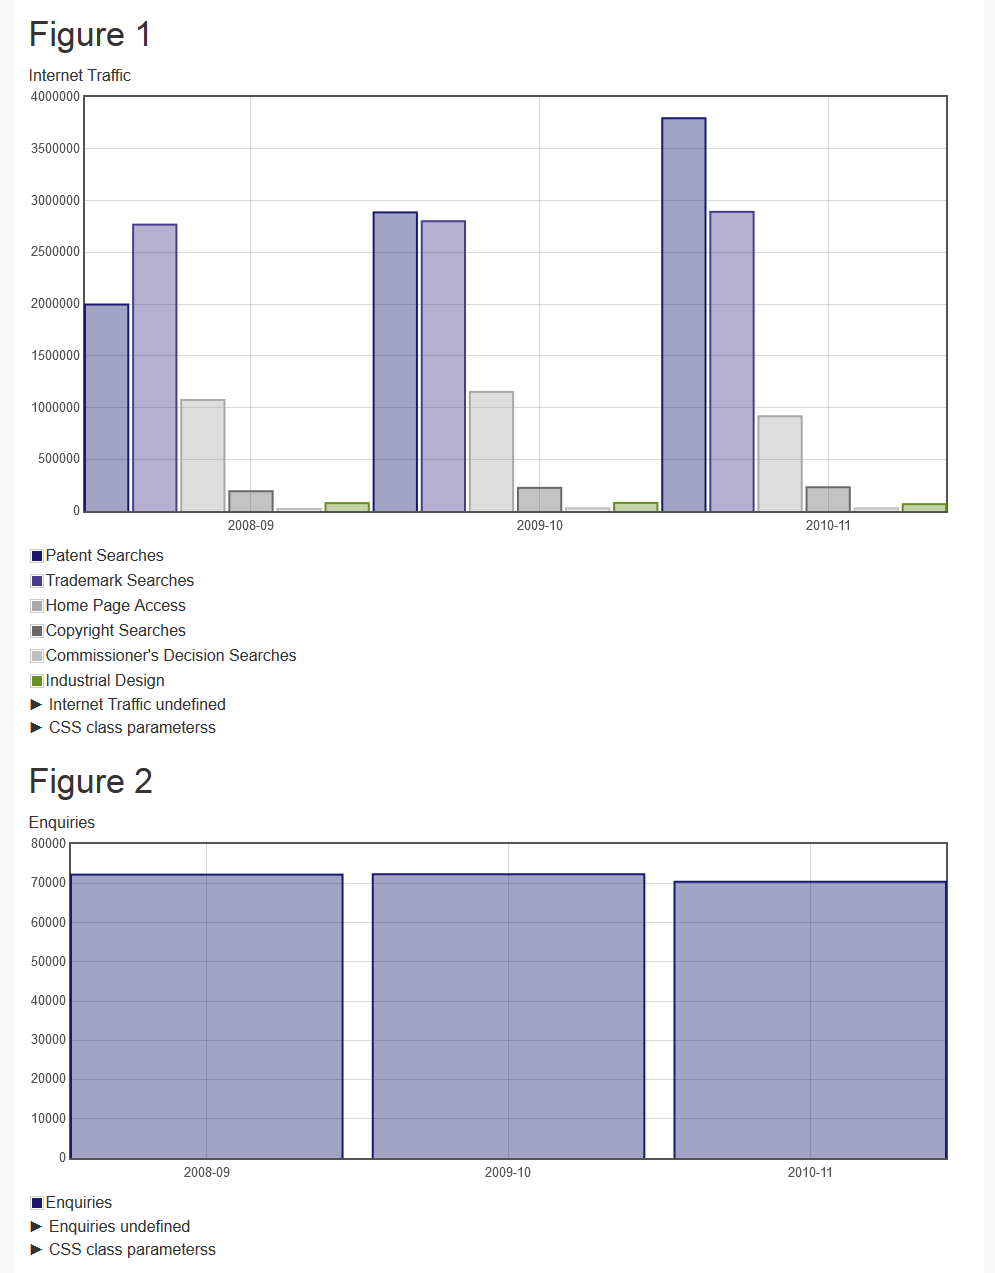 Figure 1
Internet Traffic
4000000
3500000
3000000
2500000
2000000
1500000
1000000
500000
0
2008-09 2009-10 2010-11
Patent Searches
Trademark Searches
Home Page Access
Copyright Searches
Commissioner's Decision Searches
Industrial Design
► Internet Traffic undefined
► CSS class parameterss
Figure 2
Enquiries
80000
70000
60000
50000
40000
30000
20000
10000
0
2008-09 2009-10 2010-11
Enquiries
► Enquiries undefined
► CSS class parameterss